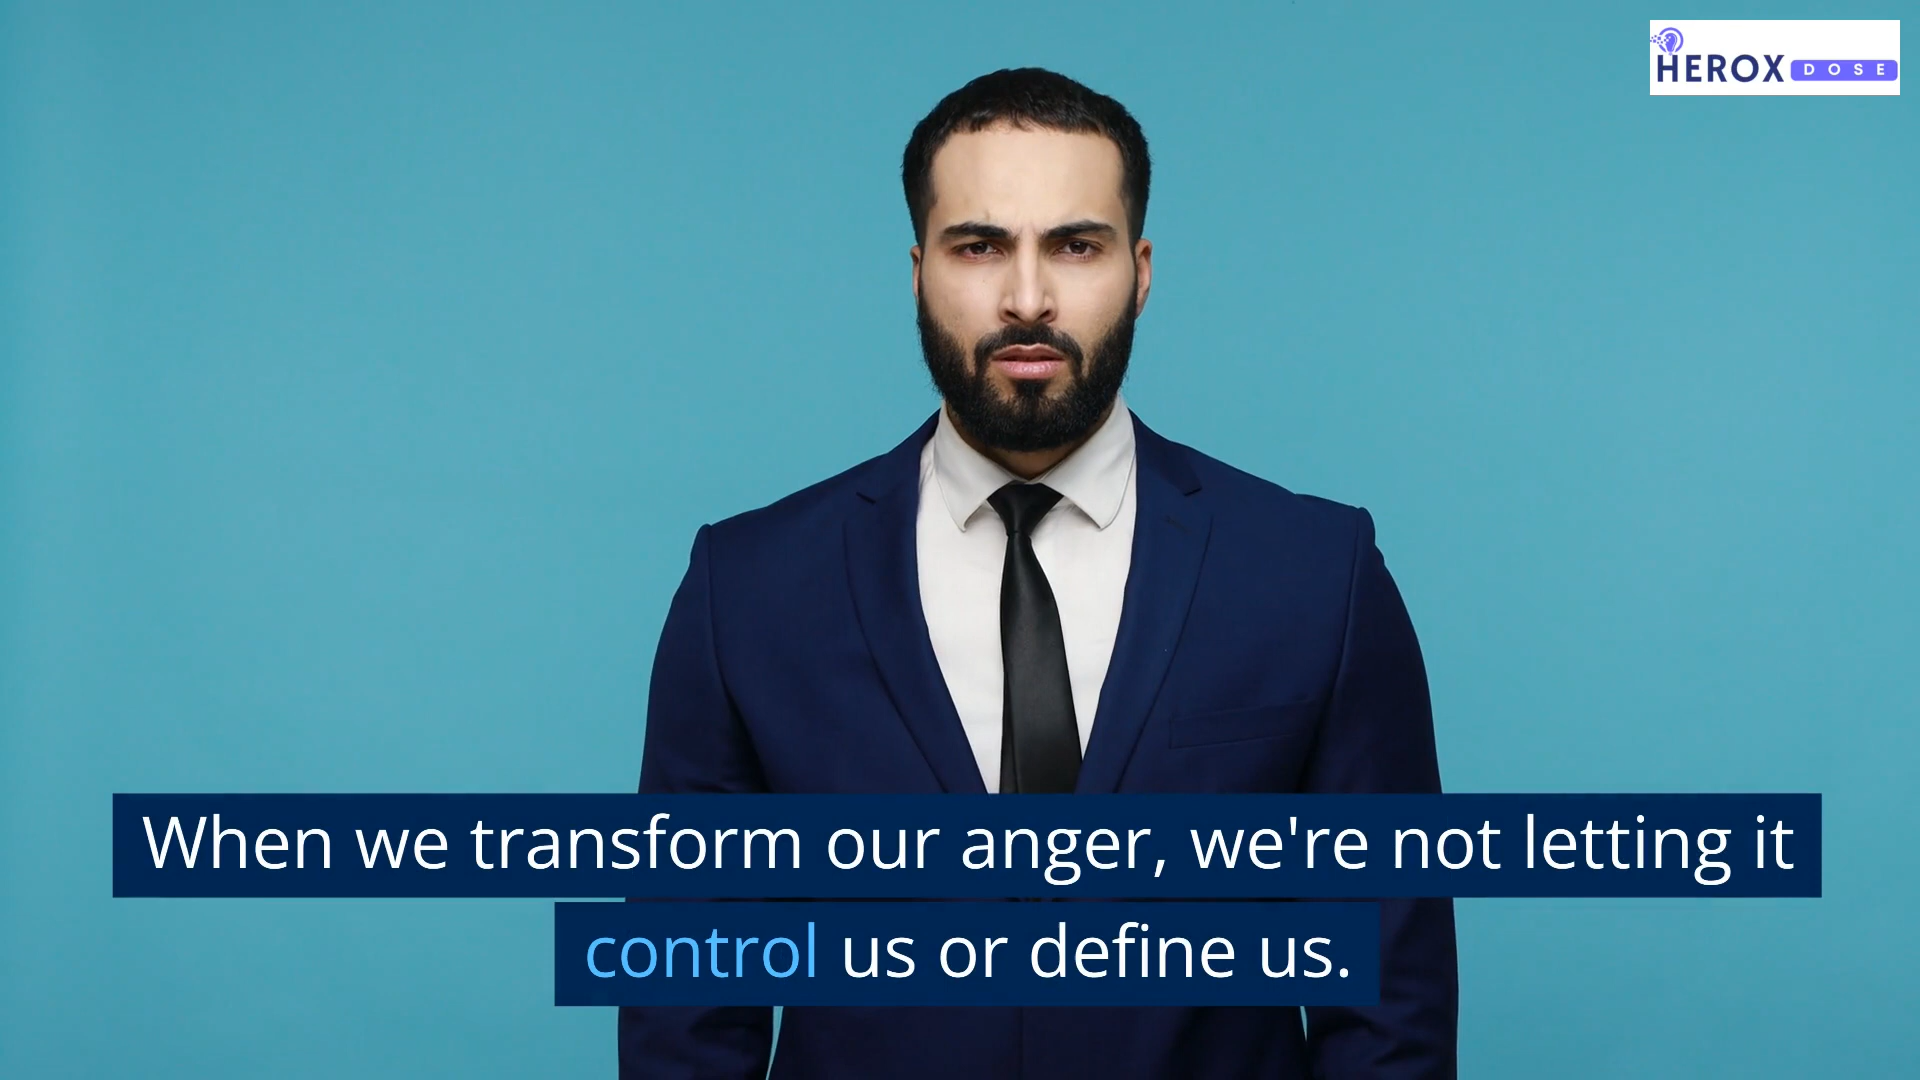 HEROX DOSE
When we transform our anger, we're not letting it
control us or define us.